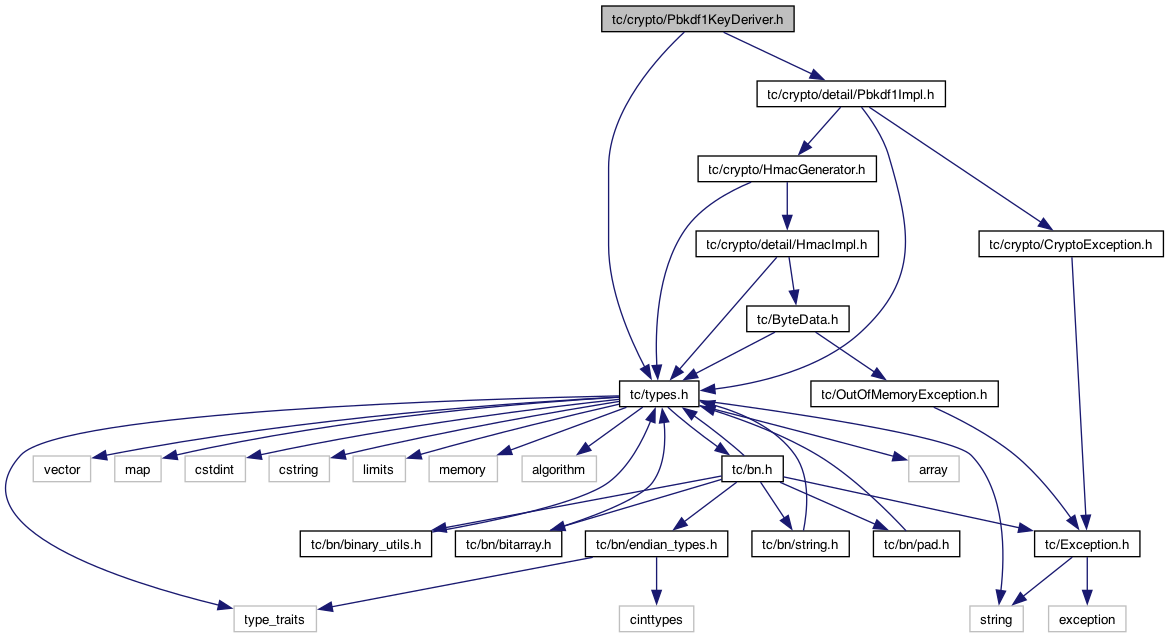 tc/crypto/Pbkdf1KeyDeriver.h
tc/crypto/detail/Pbkdf1Impl.h
tc/crypto/HmacGenerator.h
tc/crypto/detail/HmacImpl.h
tc/crypto/CryptoException.h
tc/ByteData.h
tc/types.h
tc/OutOfMemoryException.h
vector
map
cstdint
cstring
limits
memory
algorithm
tc/bn.h
array
tc/bn/binary_utils.h
tc/bn/bitarray.h
tc/bn/endian_types.h
tc/bn/string.h
tc/bn/pad.h
tc/Exception.h
type_traits
cinttypes
string
exception